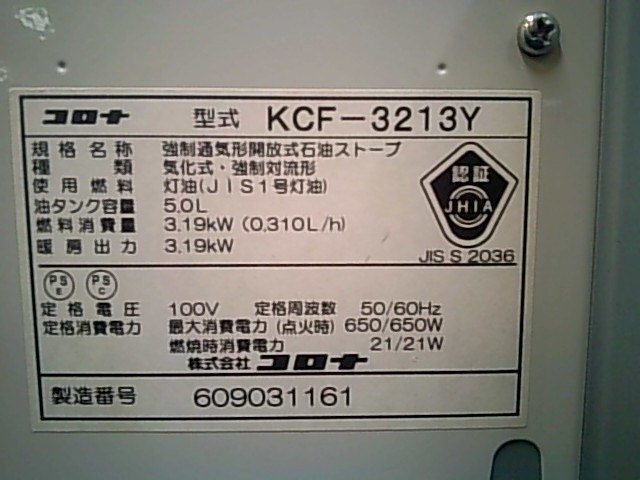 コロナ 型式 KCF-3213Y
規格名称 強制通気形開放式石油ストーブ
種類 気化式・強制対流形
使用燃料 灯油(JIS1号灯油)
油タンク容量 5.0L
燃料消費量 3.19kW (0.310L/h)
暖房出力 3.19kW
認証
JHIA
JIS S 2036
PS E PS C
定格電圧 100V 定格周波数 50/60Hz
定格消費電力 最大消費電力 (点火時) 650/650W
燃焼時消費電力 21/21W
株式会社 コロナ
製造番号 609031161